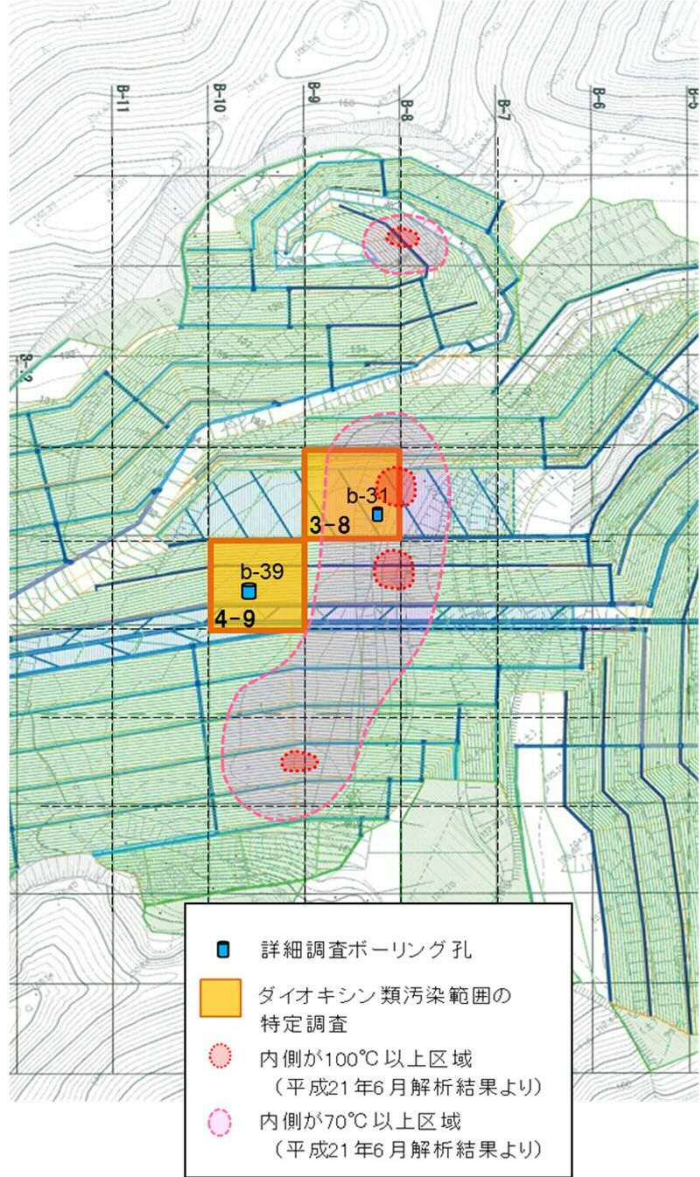 B-11
B-10
B-9
B-8
B-7
B-6
b-31
3-8
b-39
4-9
詳細調査ボーリング孔
ダイオキシン類汚染範囲の
特定調査
内側が100℃以上区域
（平成21年6月解析結果より）
内側が70℃以上区域
（平成21年6月解析結果より）